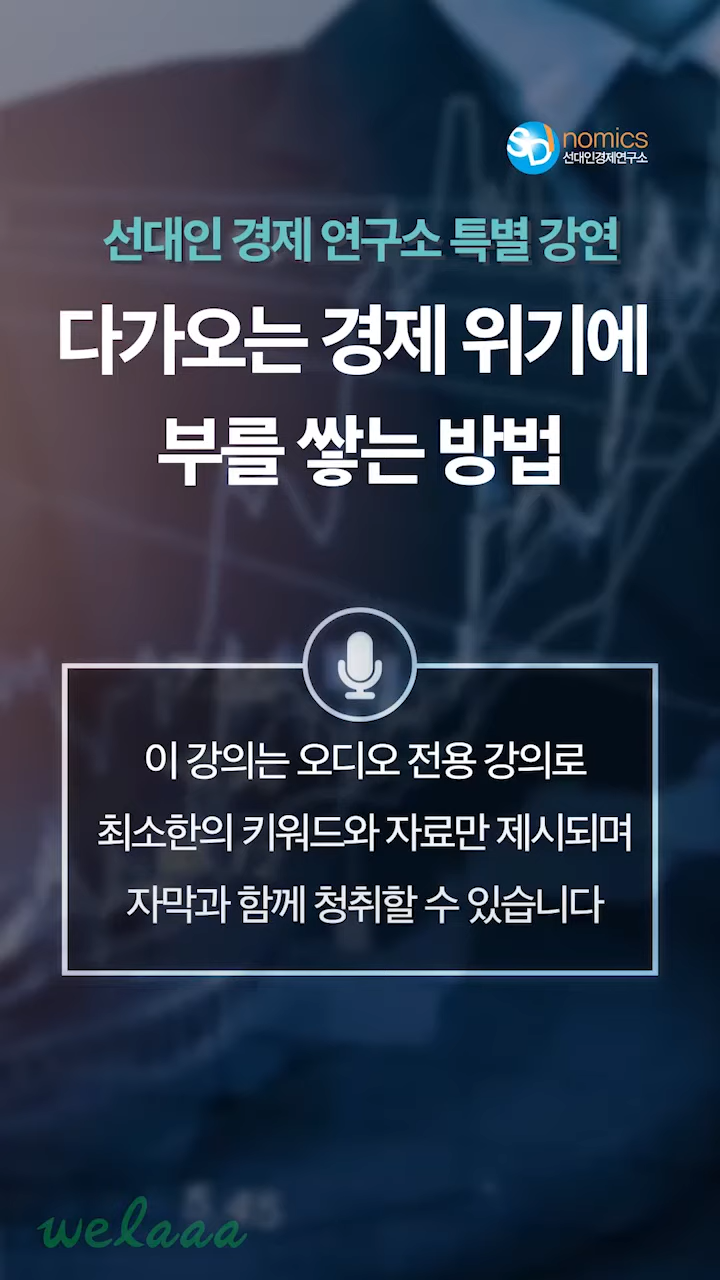 SDI nomics
선대인경제연구소
선대인 경제 연구소 특별 강연
다가오는 경제 위기에
부를 쌓는 방법
이 강의는 오디오 전용 강의로
최소한의 키워드와 자료만 제시되며
자막과 함께 청취할 수 있습니다
5.45
welaaa